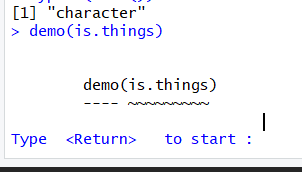 [1] "character"
> demo(is.things)
demo(is.things)
---- ~~~~~~~~~
Type  <Return>   to start :